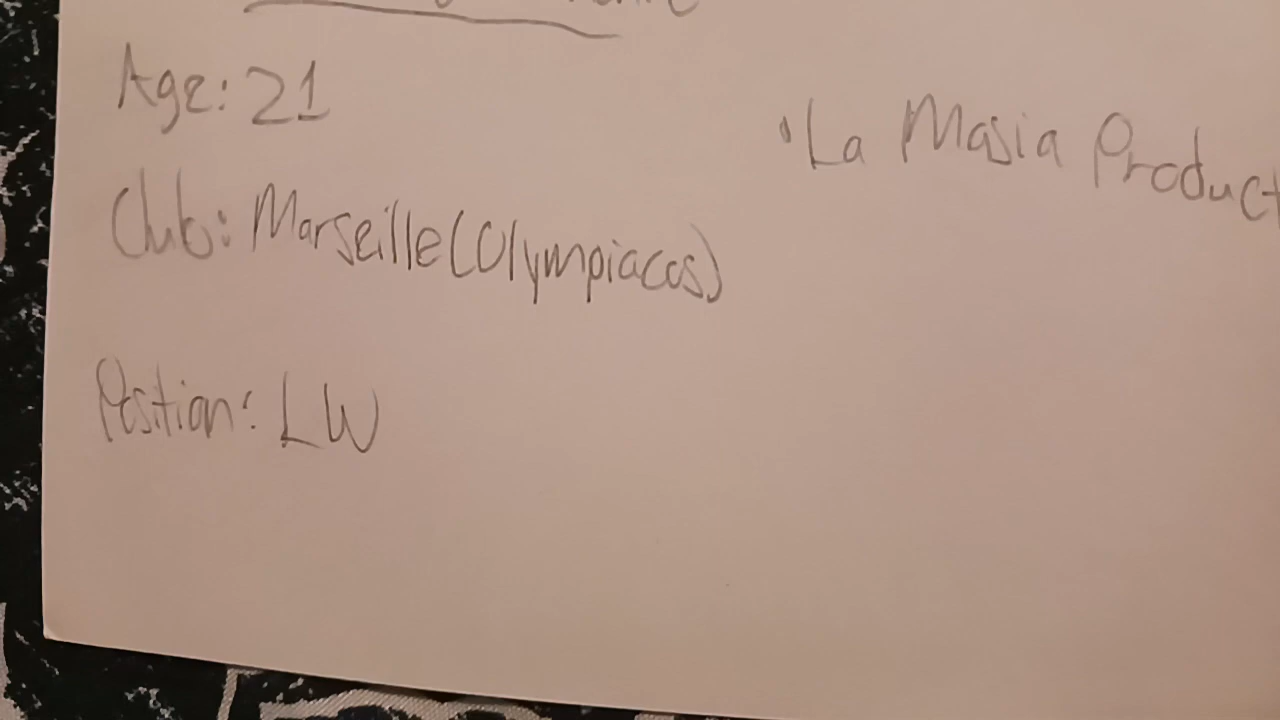 Age: 21
· La Masia Product
Club: Marseille (Olympiacos)
Position: LW